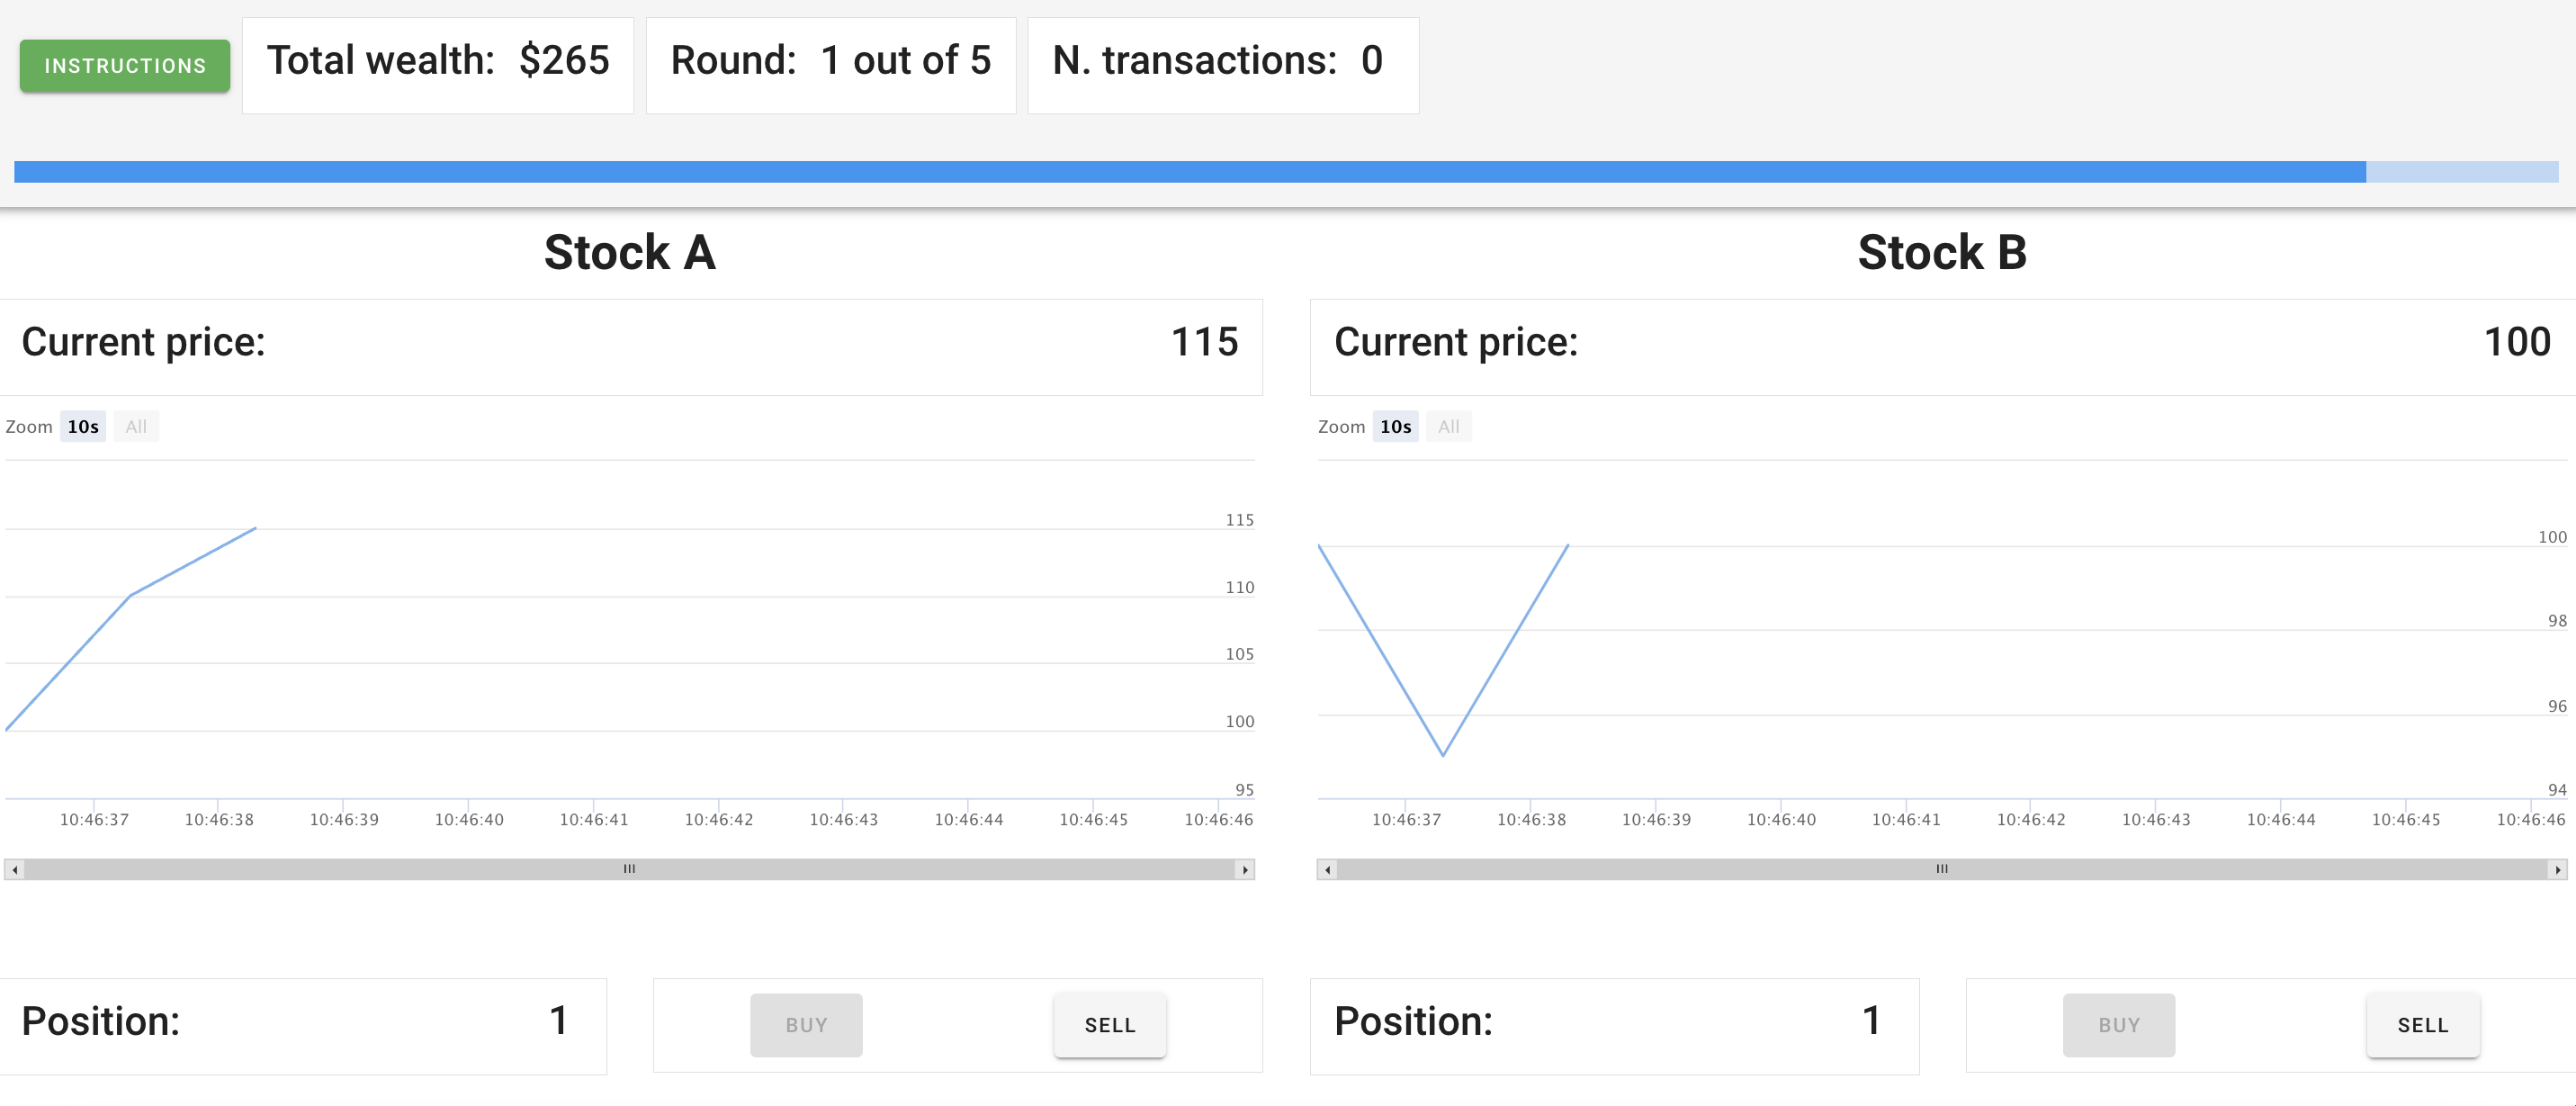 INSTRUCTIONS
Total wealth: $265
Round: 1 out of 5
N. transactions: 0
Stock A
Current price: 115
Zoom 10s All
115
110
105
100
95
10:46:37 10:46:38 10:46:39 10:46:40 10:46:41 10:46:42 10:46:43 10:46:44 10:46:45 10:46:46
Position: 1
BUY SELL
Stock B
Current price: 100
Zoom 10s All
100
98
96
94
10:46:37 10:46:38 10:46:39 10:46:40 10:46:41 10:46:42 10:46:43 10:46:44 10:46:45 10:46:46
Position: 1
BUY SELL